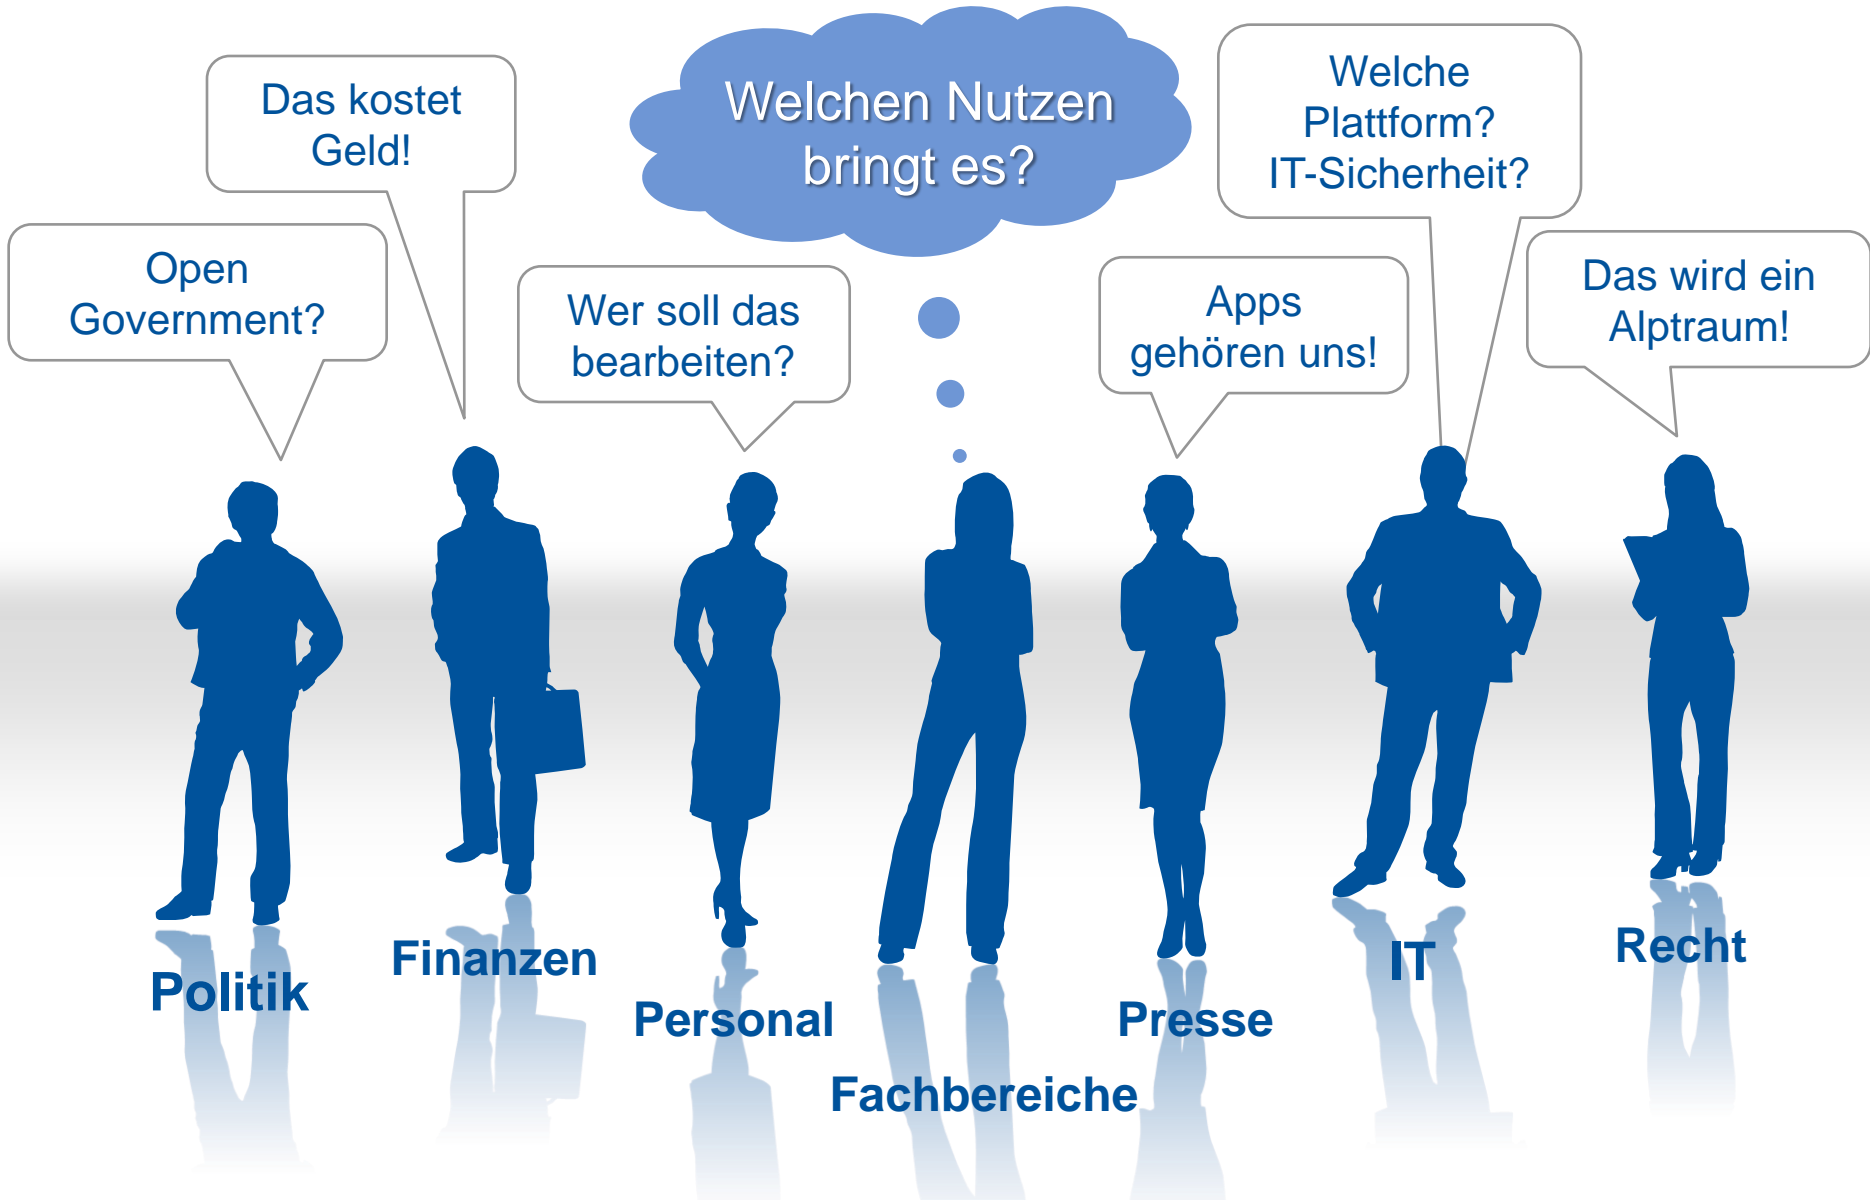 Das kostet
Geld!
Welchen Nutzen
bringt es?
Welche
Plattform?
IT-Sicherheit?
Open
Government?
Wer soll das
bearbeiten?
Apps
gehören uns!
Das wird ein
Alptraum!
Politik
Finanzen
Personal
Fachbereiche
Presse
IT
Recht